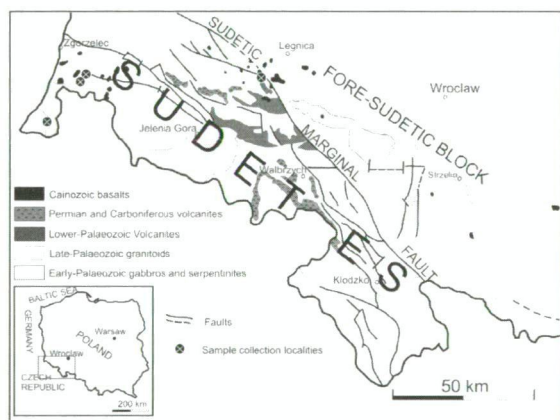 Zgorzelec
SUDETIC
Legnica
FORE-SUDETIC BLOCK
Wroclaw
SUDETES
Jelenia Gora
MARGINAL
Walbrzych
FAULT
Klodzko
Cainozoic basalts
Permian and Carboniferous volcanites
Lower-Palaeozoic Volcanites
Late-Palaeozoic granitoids
Early-Palaeozoic gabbros and serpentinites
Faults
Sample collection localities
BALTIC SEA
GERMANY
Warsaw
POLAND
Wroclaw
CZECH
REPUBLIC
200 km
50 km